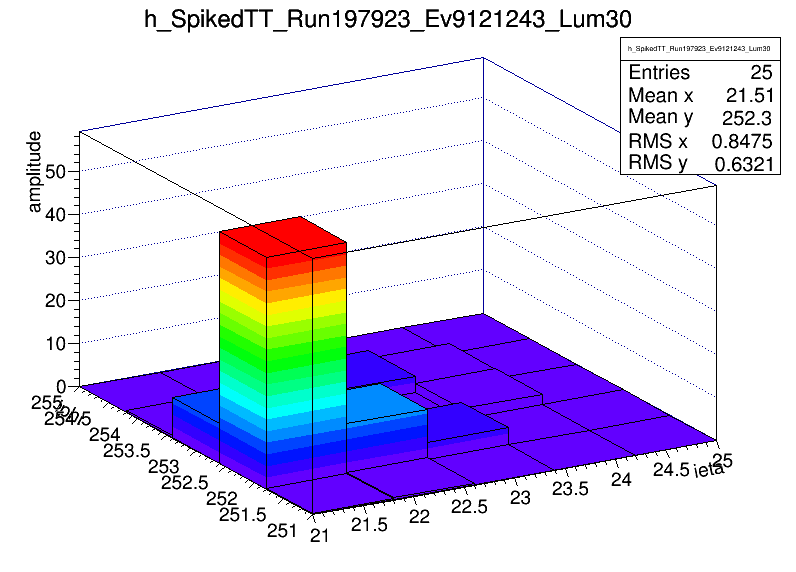 h_SpikedTT_Run197923_Ev9121243_Lum30
h_SpikedTT_Run197923_Ev9121243_Lum30
Entries 25
Mean x 21.51
Mean y 252.3
RMS x 0.8475
RMS y 0.6321
amplitude
50
40
30
20
10
0
255
254.5
254
253.5
253
252.5
252
251.5
251
21
21.5
22
22.5
23
23.5
24
24.5
25
ieta